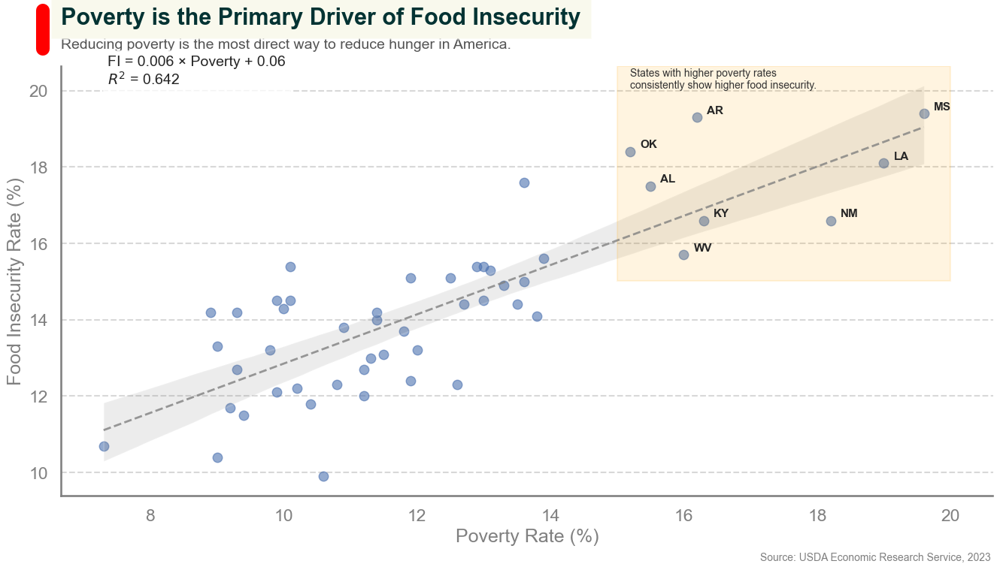 Poverty is the Primary Driver of Food Insecurity
Reducing poverty is the most direct way to reduce hunger in America.
FI = 0.006 × Poverty + 0.06
R² = 0.642
States with higher poverty rates
consistently show higher food insecurity.
20
18
16
14
12
10
Food Insecurity Rate (%)
AR
MS
OK
LA
AL
KY
NM
WV
8
10
12
14
16
18
20
Poverty Rate (%)
Source: USDA Economic Research Service, 2023